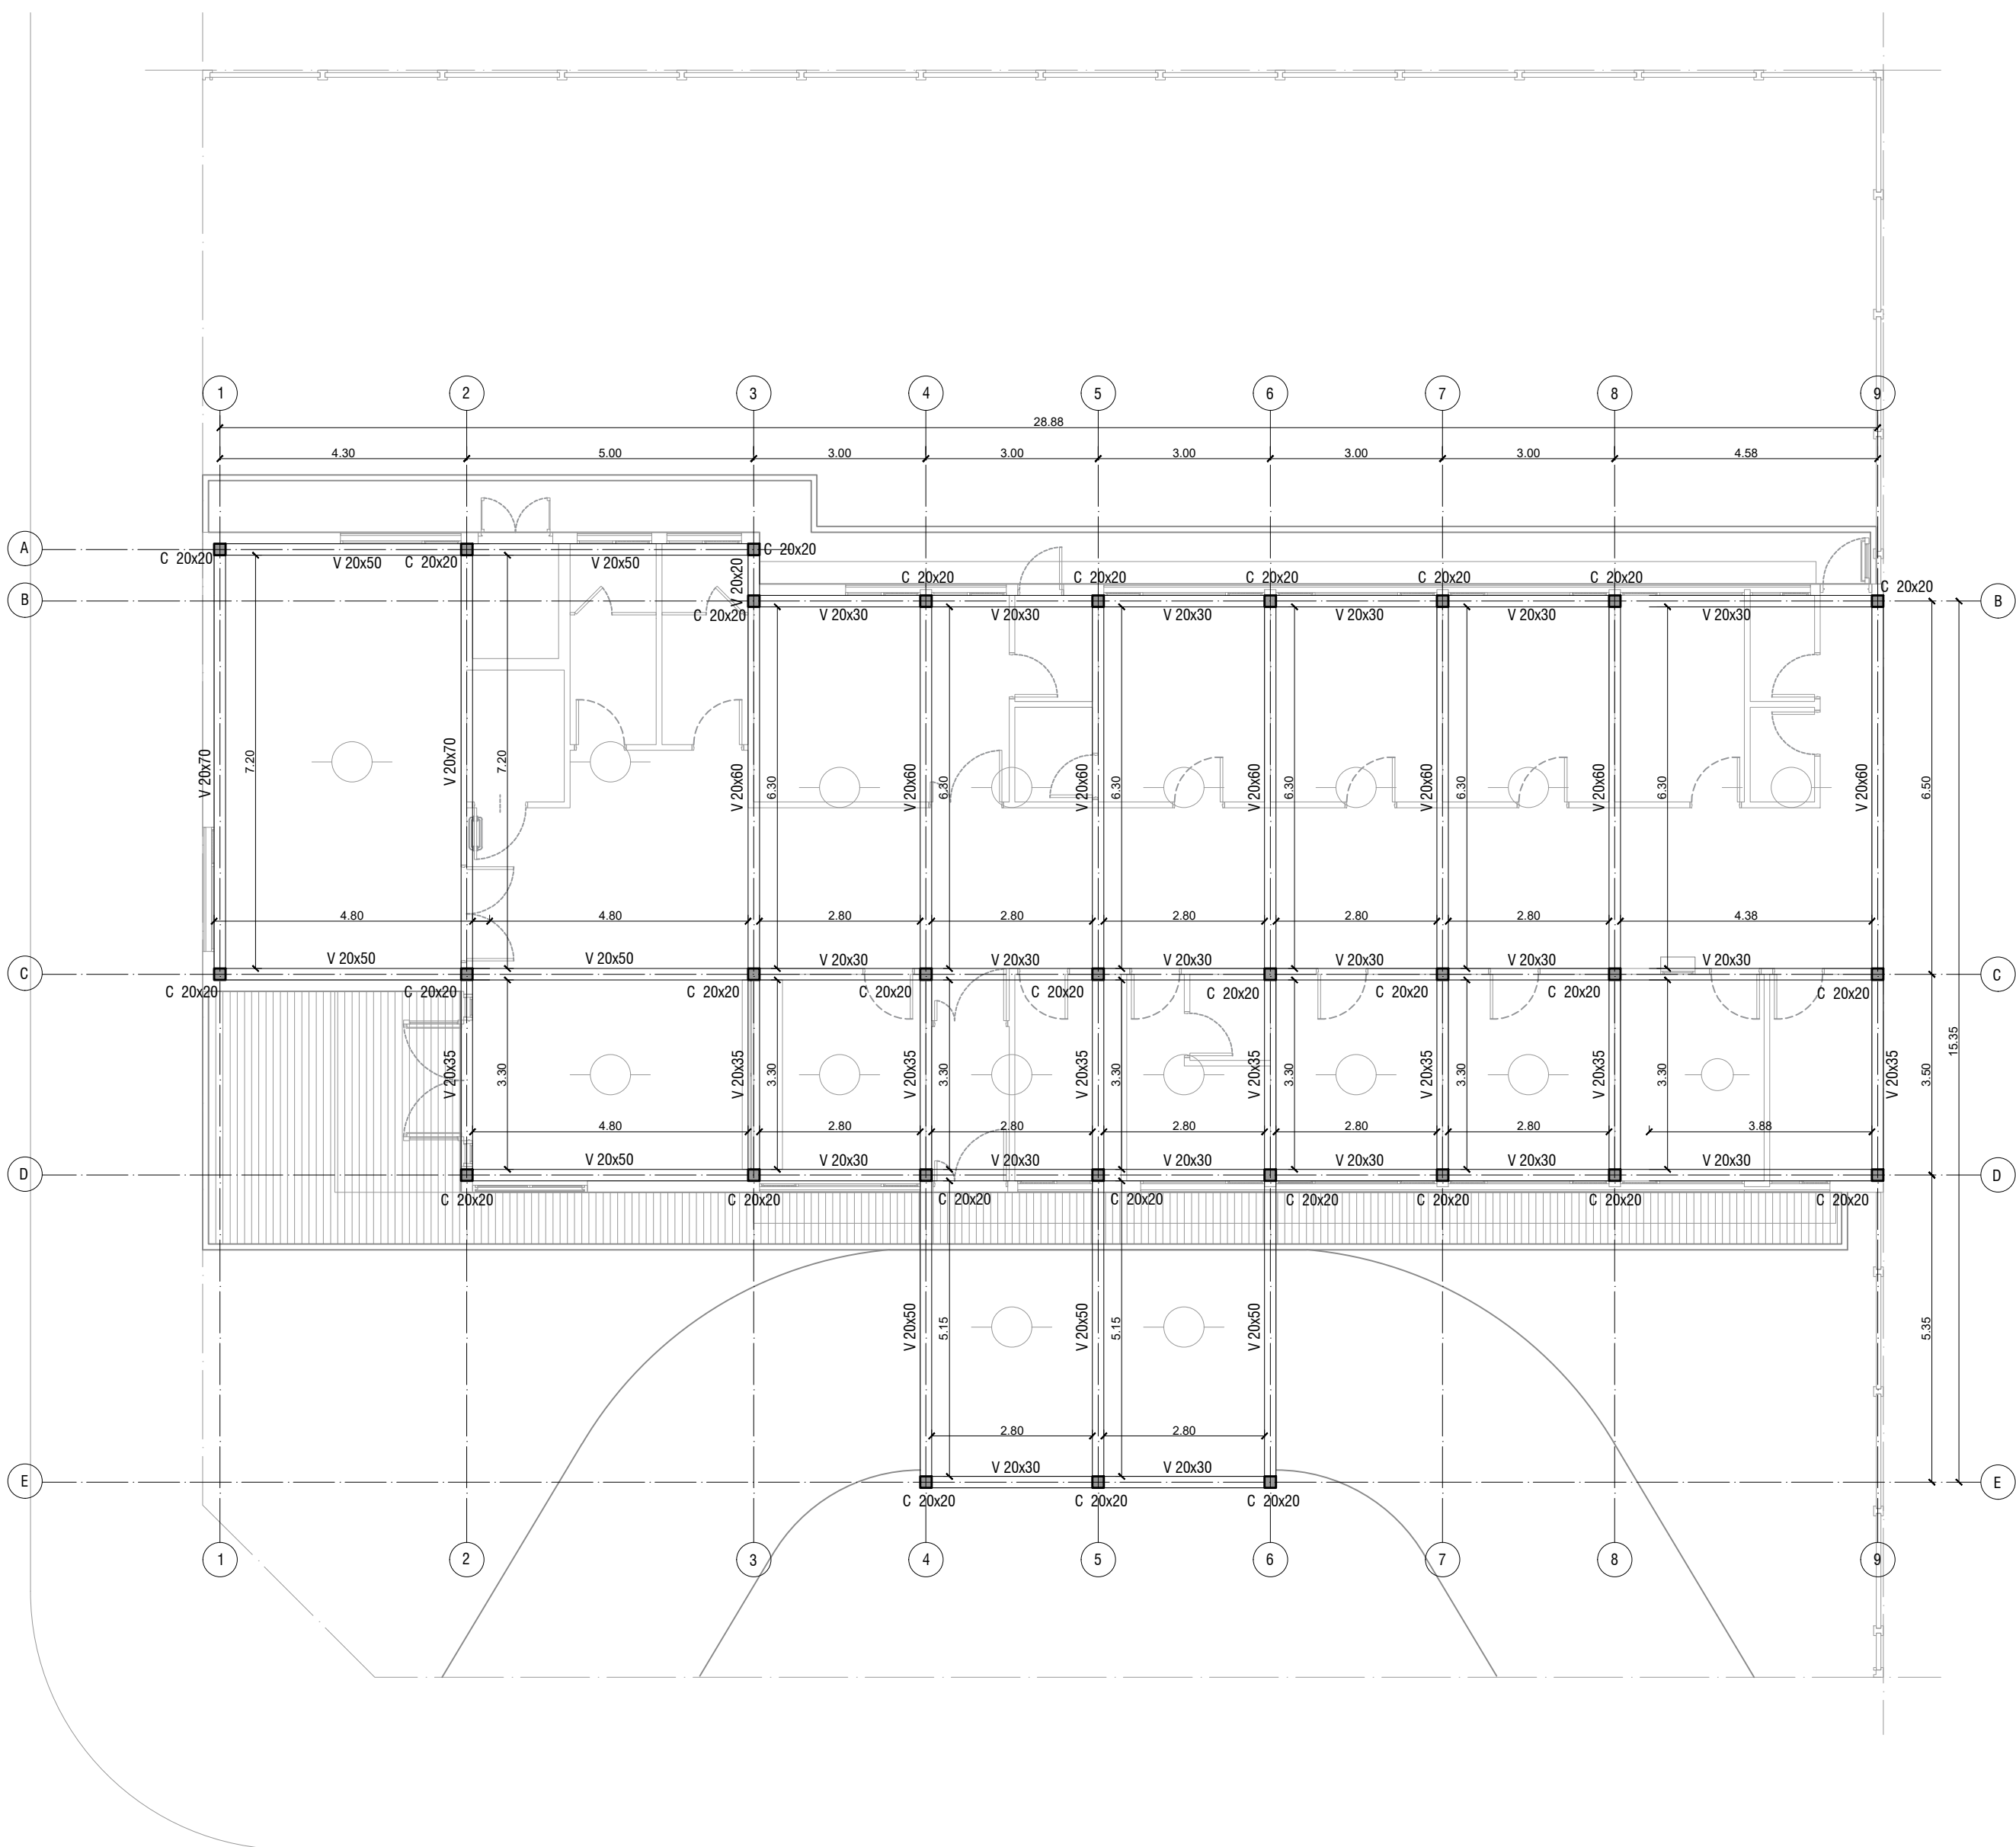 1 2 3 4 5 6 7 8 9
28.88
4.30 5.00 3.00 3.00 3.00 3.00 3.00 4.58
A
C 20x20 V 20x50 C 20x20 V 20x50 C 20x20
V 20x20
C 20x20 C 20x20 C 20x20 C 20x20 C 20x20 C 20x20
B B
C 20x20 V 20x30 V 20x30 V 20x30 V 20x30 V 20x30 V 20x30
V 20x70 7.20 V 20x70 7.20 V 20x60 6.30 V 20x60 6.30 V 20x60 6.30 V 20x60 6.30 V 20x60 6.30 V 20x60 6.30 V 20x60 6.50
4.80 4.80 2.80 2.80 2.80 2.80 2.80 4.38
V 20x50 V 20x50 V 20x30 V 20x30 V 20x30 V 20x30 V 20x30 V 20x30
C C
C 20x20 C 20x20 C 20x20 C 20x20 C 20x20 C 20x20 C 20x20 C 20x20 C 20x20
V 20x35 3.30 V 20x35 3.30 V 20x35 3.30 V 20x35 3.30 V 20x35 3.30 V 20x35 3.30 V 20x35 3.30 V 20x35 3.50 15.35
4.80 2.80 2.80 2.80 2.80 2.80 3.88
V 20x50 V 20x30 V 20x30 V 20x30 V 20x30 V 20x30 V 20x30
D D
C 20x20 C 20x20 C 20x20 C 20x20 C 20x20 C 20x20 C 20x20 C 20x20
V 20x50 5.15 V 20x50 5.15 V 20x50 5.35
2.80 2.80
V 20x30 V 20x30
E E
C 20x20 C 20x20 C 20x20
1 2 3 4 5 6 7 8 9